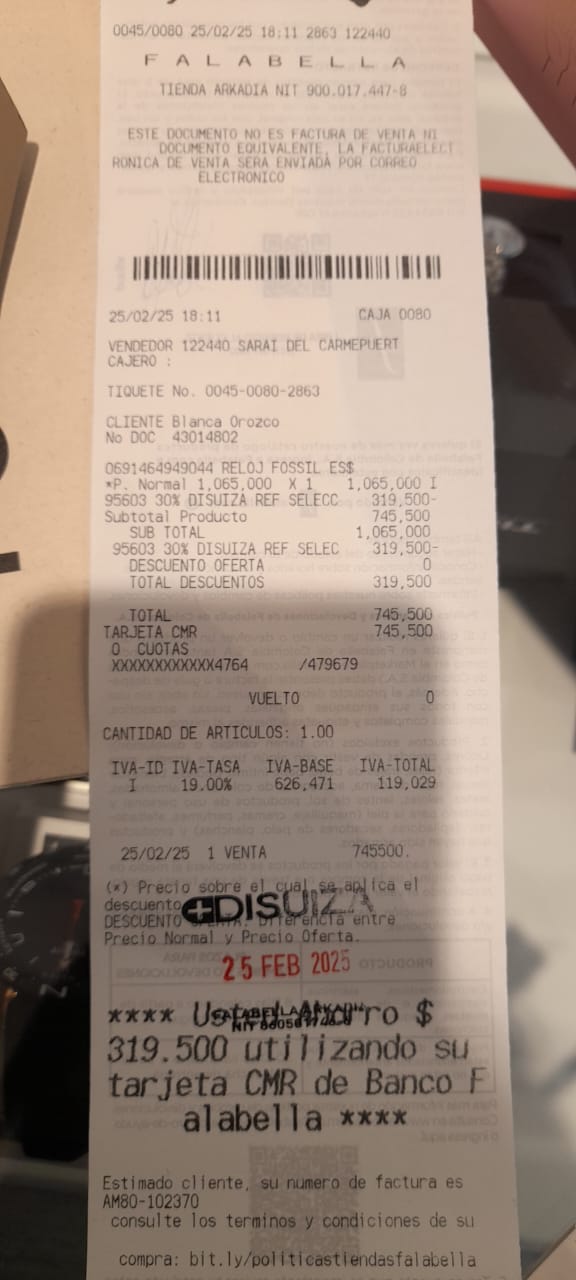 0045/0080 25/02/25 18:11 2863 122440
FALABELLA
TIENDA ARKADIA NIT 900.017.447-8
ESTE DOCUMENTO NO ES FACTURA DE VENTA NI
DOCUMENTO EQUIVALENTE, LA FACTURAELECT
RONICA DE VENTA SERA ENVIADA POR CORREO
ELECTRONICO
25/02/25 18:11 CAJA 0080
VENDEDOR 122440 SARAI DEL CARMEPUERT
CAJERO :
TIQUETE No. 0045-0080-2863
CLIENTE Blanca Orozco
No DOC 43014802
0691464949044 RELOJ FOSSIL ES$
*P. Normal 1,065,000 X 1 1,065,000 I
95603 30% DISUIZA REF SELECC 319,500-
Subtotal Producto 745,500
SUB TOTAL 1,065,000
95603 30% DISUIZA REF SELEC 319,500-
DESCUENTO OFERTA 0
TOTAL DESCUENTOS 319,500
TOTAL 745,500
TARJETA CMR 745,500
0 CUOTAS
XXXXXXXXXXXX4764 /479679
VUELTO 0
CANTIDAD DE ARTICULOS: 1.00
IVA-ID IVA-TASA IVA-BASE IVA-TOTAL
I 19.00% 626,471 119,029
25/02/25 1 VENTA 745500.
(*) Precio sobre el cual se aplica el
descuento
DISUIZA
DESCUENTO Diferencia entre
Precio Normal y Precio Oferta.
25 FEB 2025
**** Usted Ahorro $
FALABELLA ARKADIA
NIT
319.500 utilizando su
tarjeta CMR de Banco F
alabella ****
Estimado cliente, su numero de factura es
AM80-102370
consulte los terminos y condiciones de su
compra: bit.ly/politicastiendasfalabella